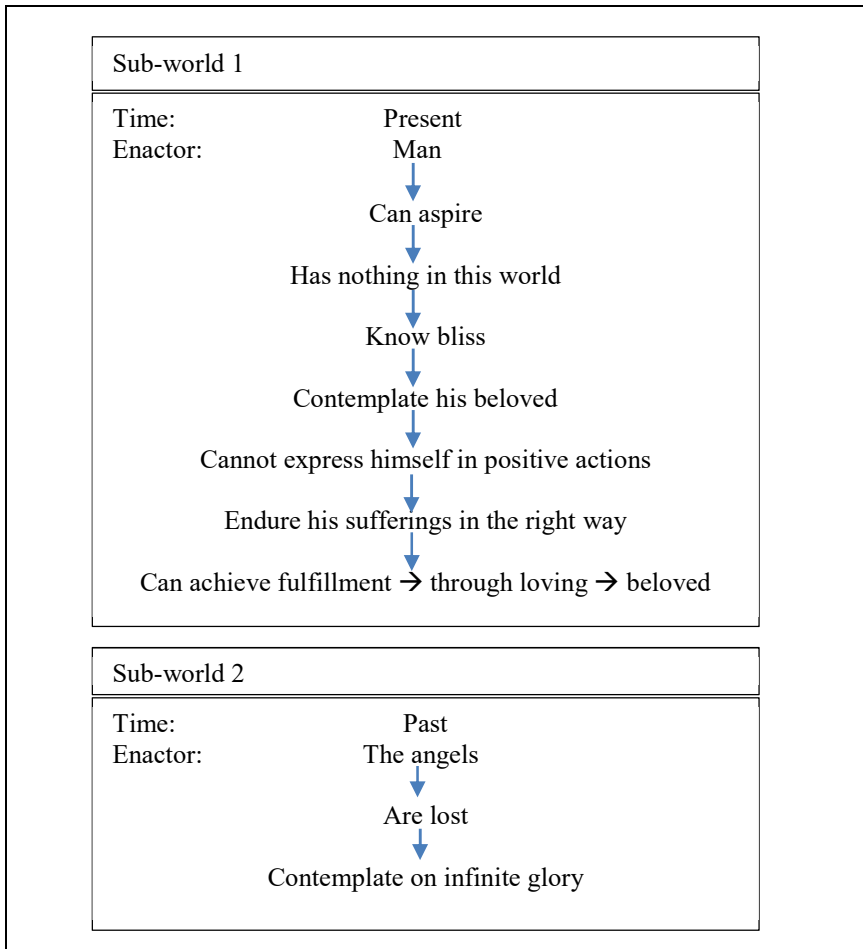 Sub-world 1
Time: Present
Enactor: Man
Can aspire
Has nothing in this world
Know bliss
Contemplate his beloved
Cannot express himself in positive actions
Endure his sufferings in the right way
Can achieve fulfillment → through loving → beloved
Sub-world 2
Time: Past
Enactor: The angels
Are lost
Contemplate on infinite glory